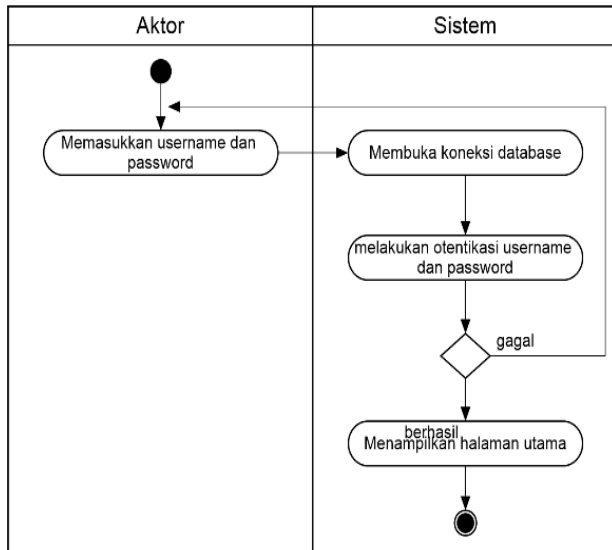 Aktor
Sistem
Memasukkan username dan
password
Membuka koneksi database
melakukan otentikasi username
dan password
gagal
berhasil
Menampilkan halaman utama